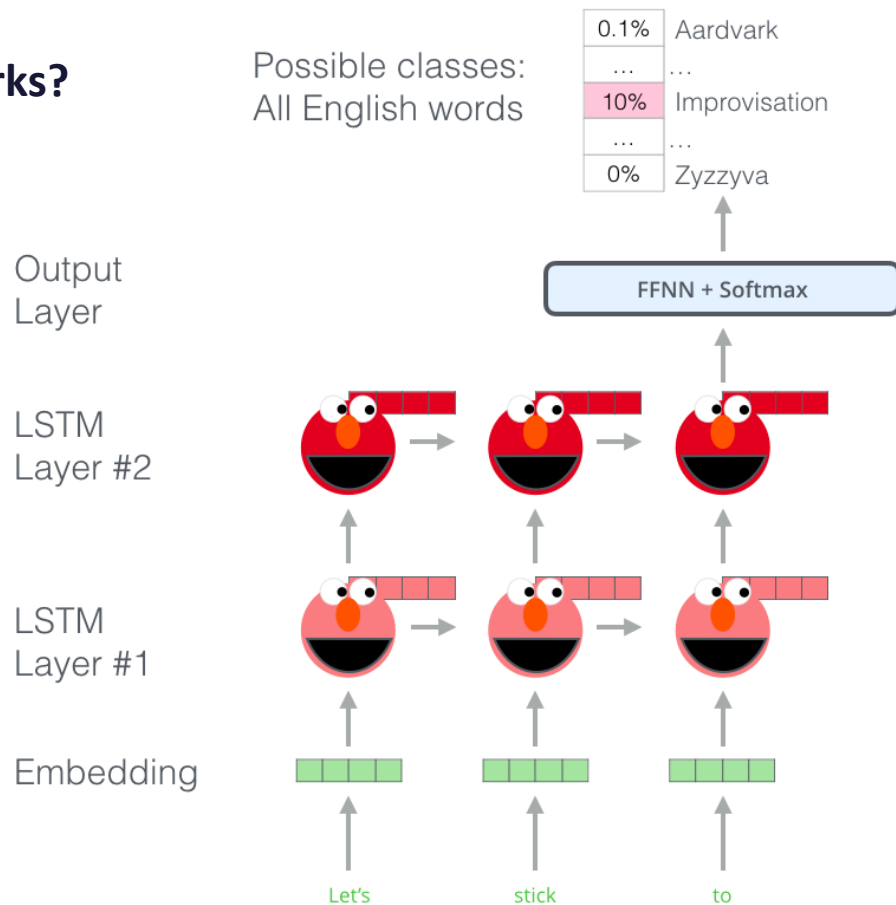 rks?
Possible classes:
All English words
0.1% Aardvark
... ...
10% Improvisation
... ...
0% Zyzzyva
Output
Layer
FFNN + Softmax
LSTM
Layer #2
LSTM
Layer #1
Embedding
Let's stick to